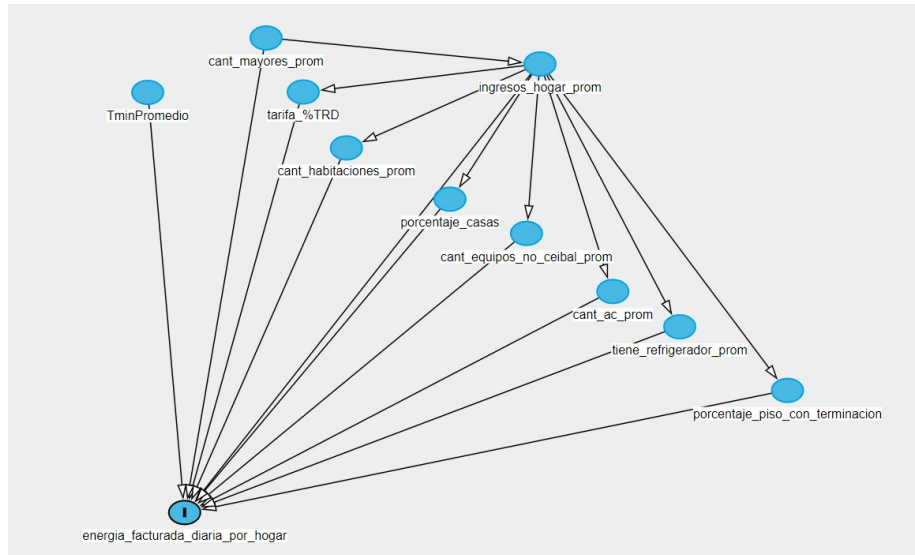 cant_mayores_prom
ingresos_hogar_prom
TminPromedio
tarifa_%TRD
cant_habitaciones_prom
porcentaje_casas
cant_equipos_no_ceibal_prom
cant_ac_prom
tiene_refrigerador_prom
porcentaje_piso_con_terminacion
I
energia_facturada_diaria_por_hogar